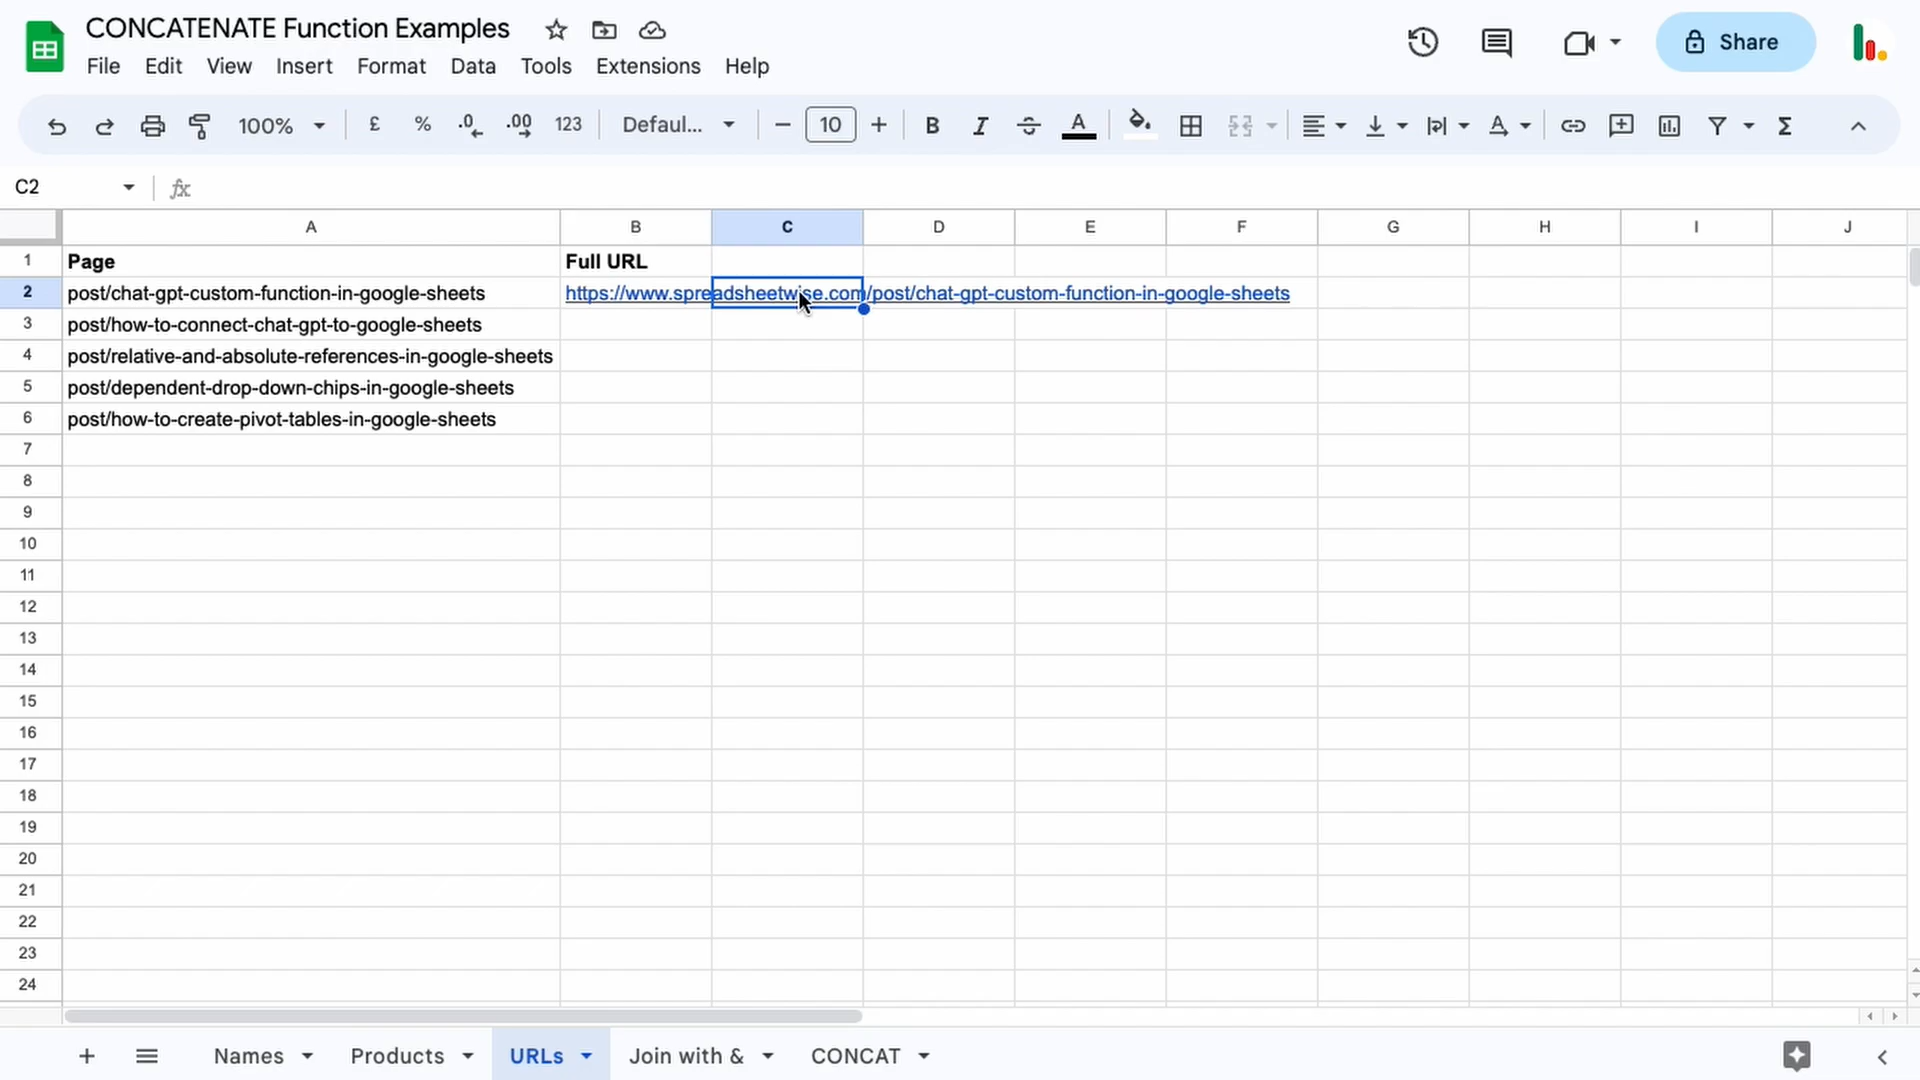 CONCATENATE Function Examples
File Edit View Insert Format Data Tools Extensions Help
Share
100% £ % .0 .00 123 Defaul... 10 B I A Σ
C2 fx
A B C D E F G H I J
1 Page Full URL
2 post/chat-gpt-custom-function-in-google-sheets https://www.spreadsheetwise.com/post/chat-gpt-custom-function-in-google-sheets
3 post/how-to-connect-chat-gpt-to-google-sheets
4 post/relative-and-absolute-references-in-google-sheets
5 post/dependent-drop-down-chips-in-google-sheets
6 post/how-to-create-pivot-tables-in-google-sheets
7
8
9
10
11
12
13
14
15
16
17
18
19
20
21
22
23
24
Names Products URLs Join with & CONCAT